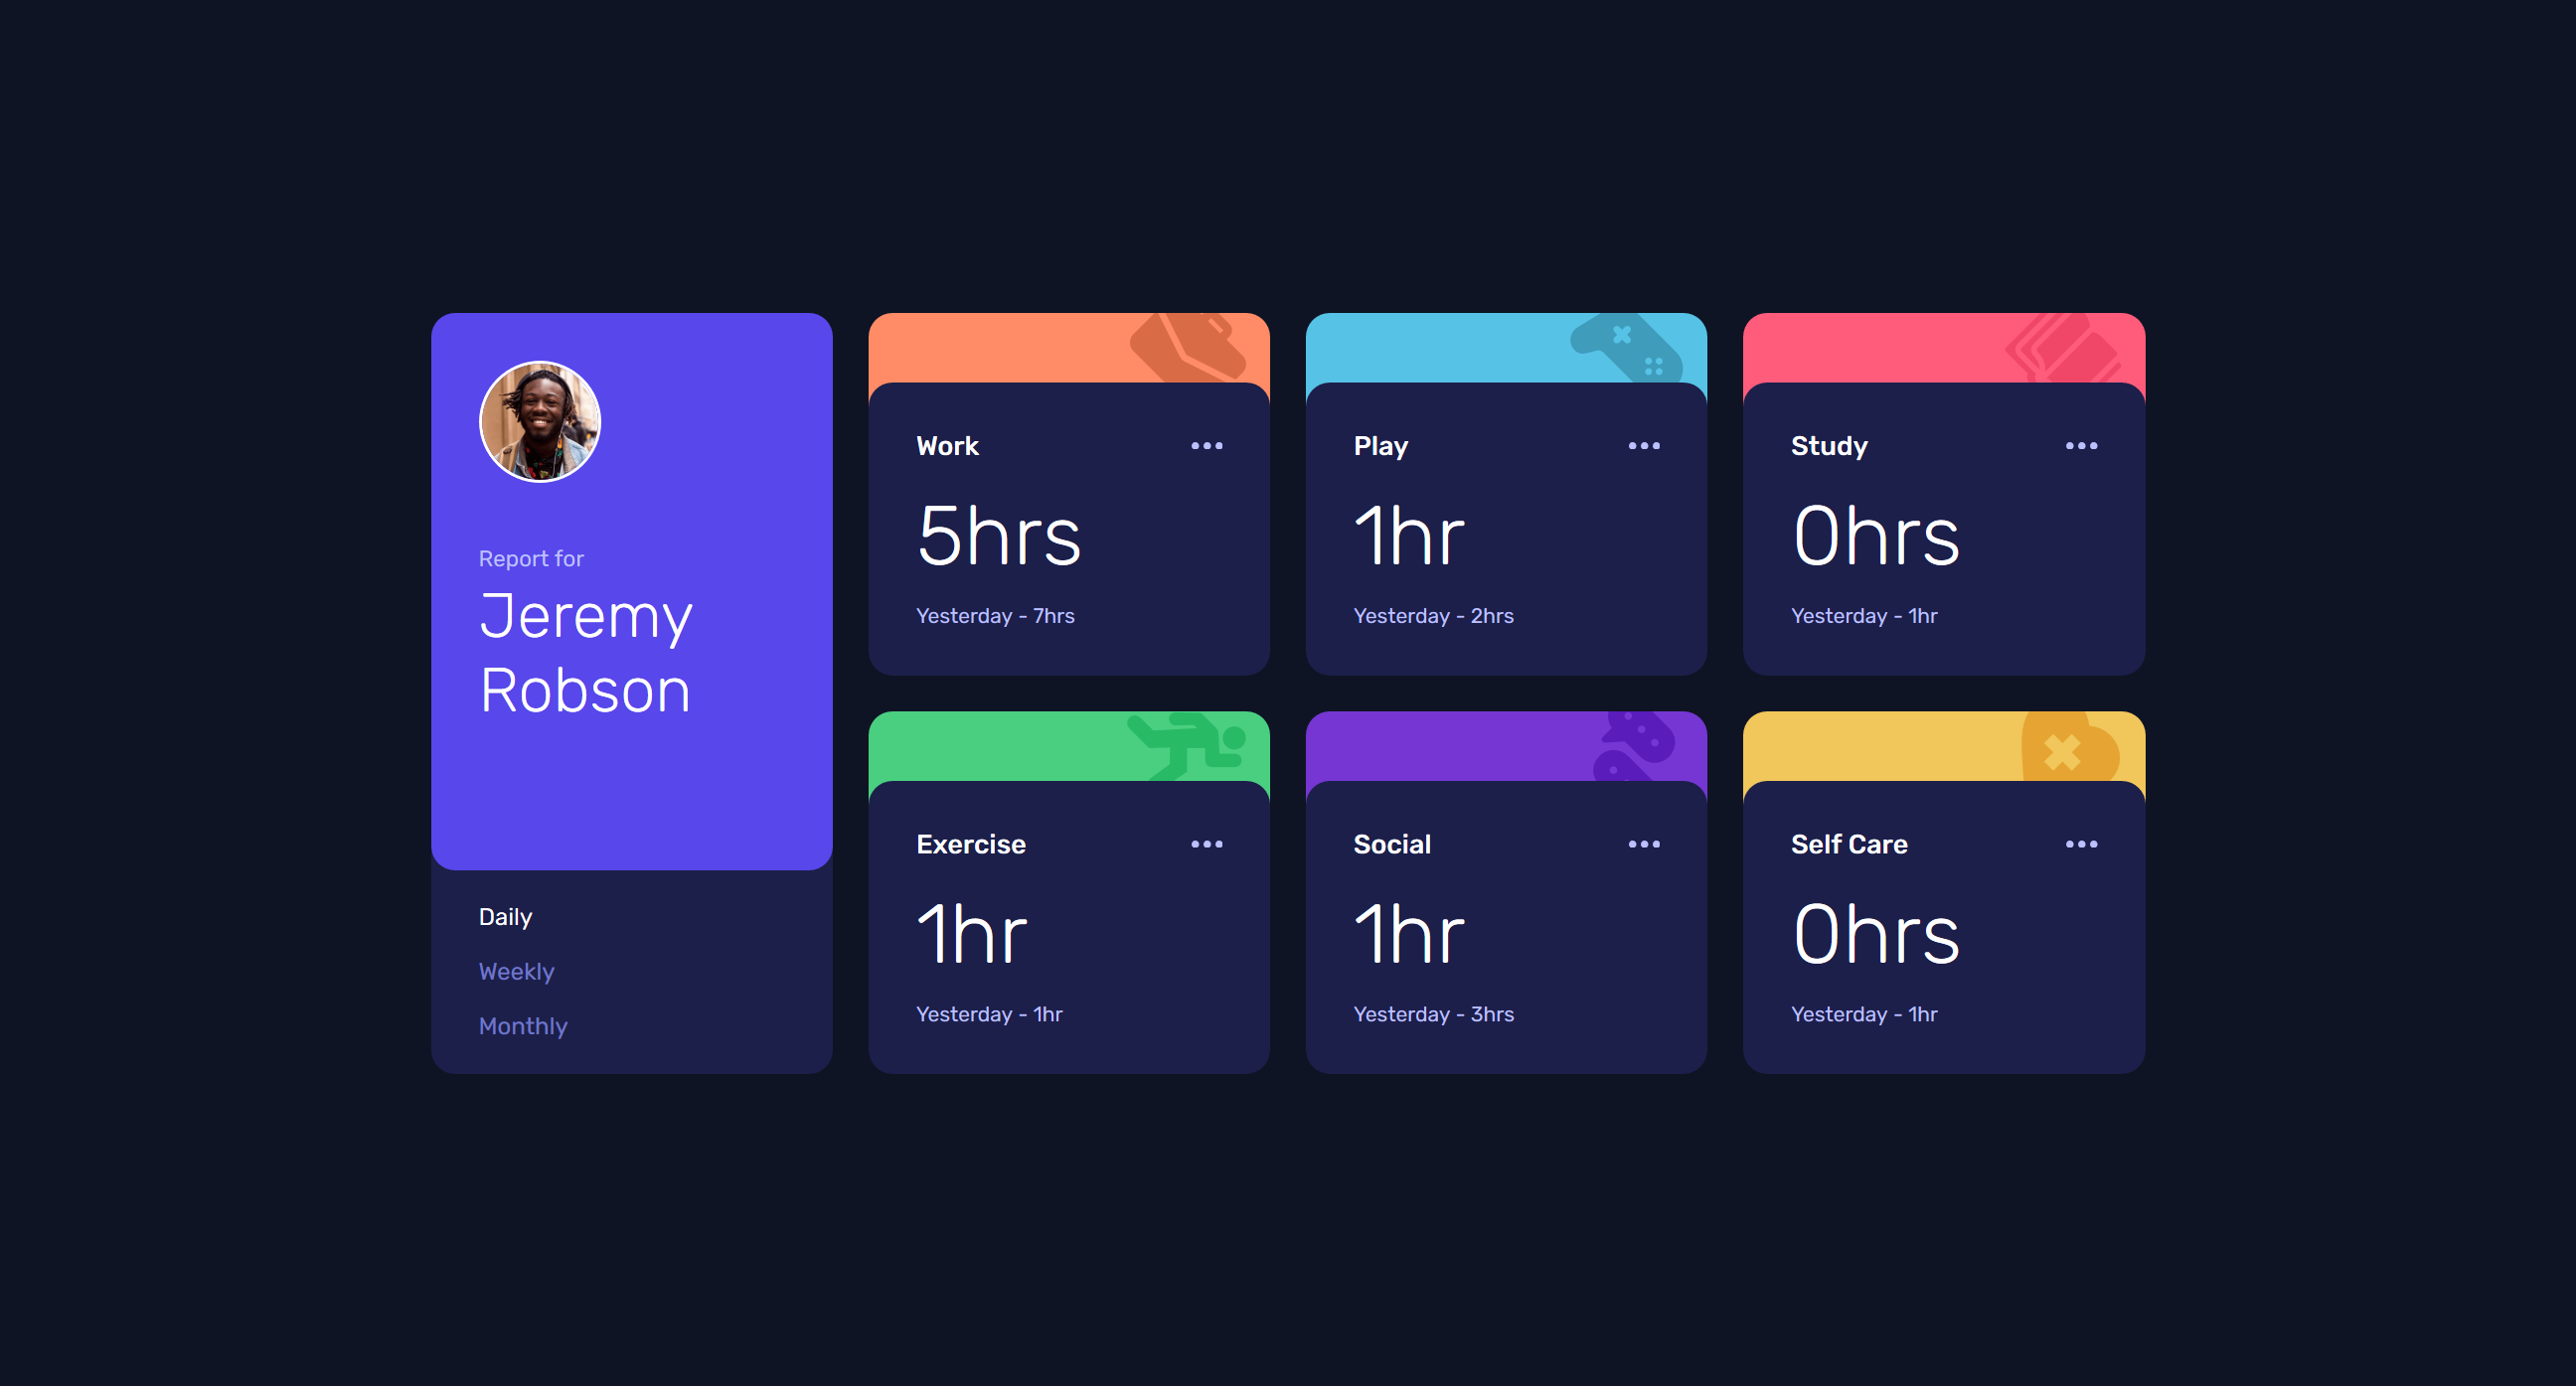 Report for
Jeremy
Robson
Daily
Weekly
Monthly
Work
5hrs
Yesterday - 7hrs
Play
1hr
Yesterday - 2hrs
Study
0hrs
Yesterday - 1hr
Exercise
1hr
Yesterday - 1hr
Social
1hr
Yesterday - 3hrs
Self Care
0hrs
Yesterday - 1hr